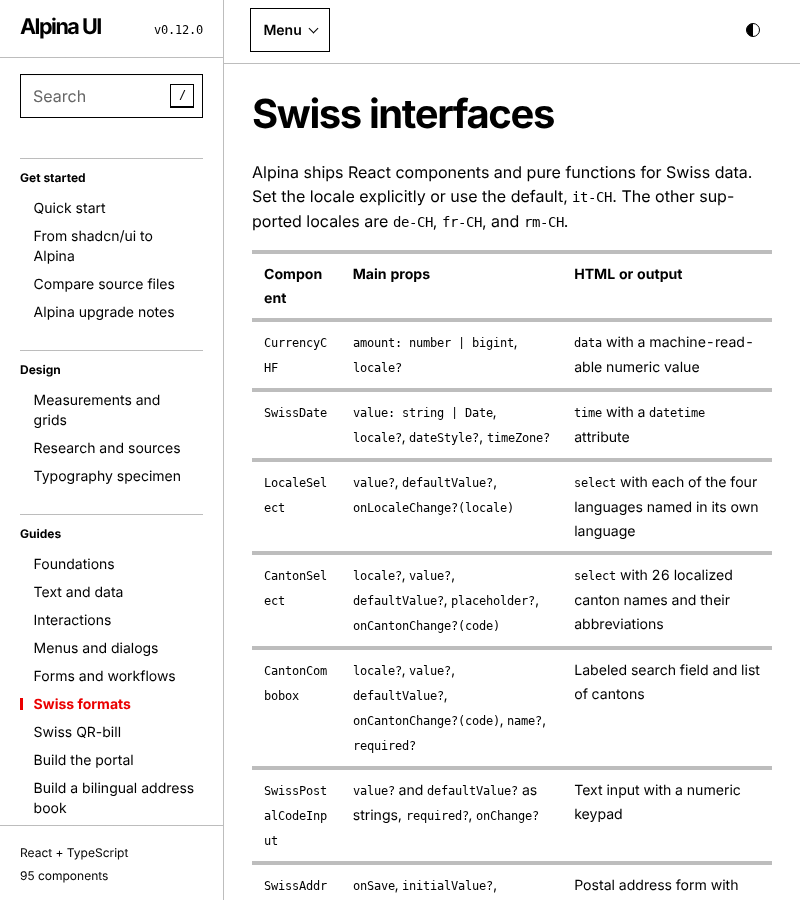 Alpina UI
v0.12.0
Menu
Search
/
Get started
Quick start
From shadcn/ui to
Alpina
Compare source files
Alpina upgrade notes
Design
Measurements and
grids
Research and sources
Typography specimen
Guides
Foundations
Text and data
Interactions
Menus and dialogs
Forms and workflows
Swiss formats
Swiss QR-bill
Build the portal
Build a bilingual address
book
React + TypeScript
95 components
Swiss interfaces
Alpina ships React components and pure functions for Swiss data.
Set the locale explicitly or use the default, it-CH. The other sup-
ported locales are de-CH, fr-CH, and rm-CH.
Compon
ent
Main props
HTML or output
CurrencyC
HF
amount: number | bigint,
locale?
data with a machine-read-
able numeric value
SwissDate
value: string | Date,
locale?, dateStyle?, timeZone?
time with a datetime
attribute
LocaleSel
ect
value?, defaultValue?,
onLocaleChange?(locale)
select with each of the four
languages named in its own
language
CantonSel
ect
locale?, value?,
defaultValue?, placeholder?,
onCantonChange?(code)
select with 26 localized
canton names and their
abbreviations
CantonCom
bobox
locale?, value?,
defaultValue?,
onCantonChange?(code), name?,
required?
Labeled search field and list
of cantons
SwissPost
alCodeInp
ut
value? and defaultValue? as
strings, required?, onChange?
Text input with a numeric
keypad
SwissAddr
onSave, initialValue?,
Postal address form with